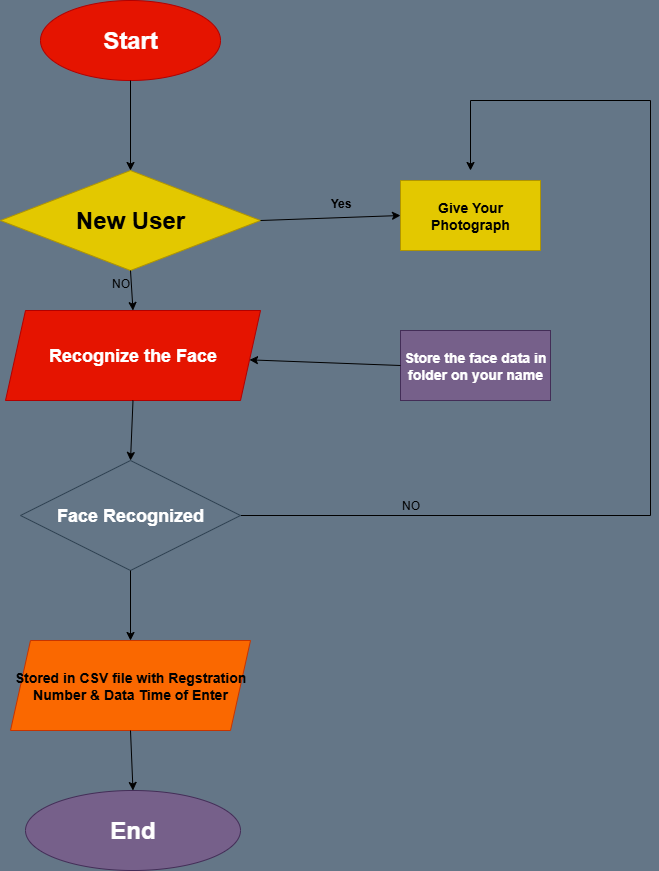 Start
New User
Yes
Give Your
Photograph
NO
Recognize the Face
Store the face data in
folder on your name
Face Recognized
NO
Stored in CSV file with Regstration
Number & Data Time of Enter
End